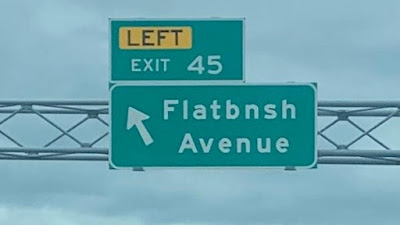 LEFT
EXIT 45
Flatbnsh
Avenue